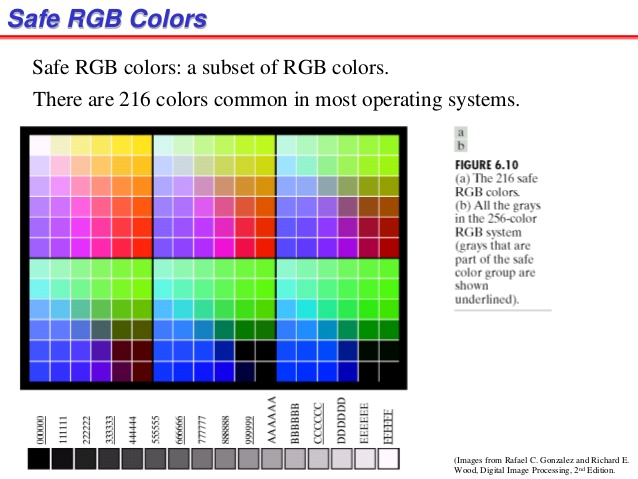 Safe RGB Colors
Safe RGB colors: a subset of RGB colors.
There are 216 colors common in most operating systems.
a
b
FIGURE 6.10
(a) The 216 safe
RGB colors.
(b) All the grays
in the 256-color
RGB system
(grays that are
part of the safe
color group are
shown
underlined).
000000
111111
222222
333333
444444
555555
666666
777777
888888
999999
AAAAAA
BBBBBB
CCCCCC
DDDDDD
EEEEEE
FFFFFF
(Images from Rafael C. Gonzalez and Richard E.
Wood, Digital Image Processing, 2nd Edition.